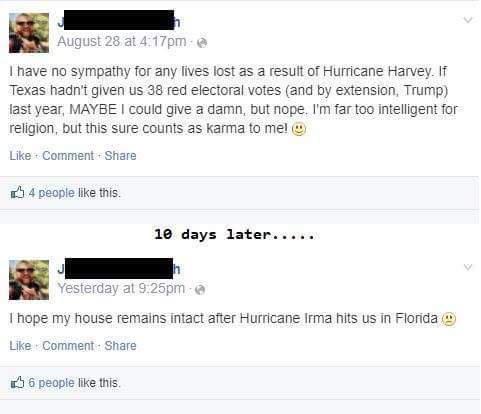 J h
August 28 at 4:17pm ·
I have no sympathy for any lives lost as a result of Hurricane Harvey. If
Texas hadn't given us 38 red electoral votes (and by extension, Trump)
last year, MAYBE I could give a damn, but nope. I'm far too intelligent for
religion, but this sure counts as karma to me! 🙂
Like · Comment · Share
4 people like this.
10 days later.....
J h
Yesterday at 9:25pm ·
I hope my house remains intact after Hurricane Irma hits us in Florida 🙁
Like · Comment · Share
6 people like this.